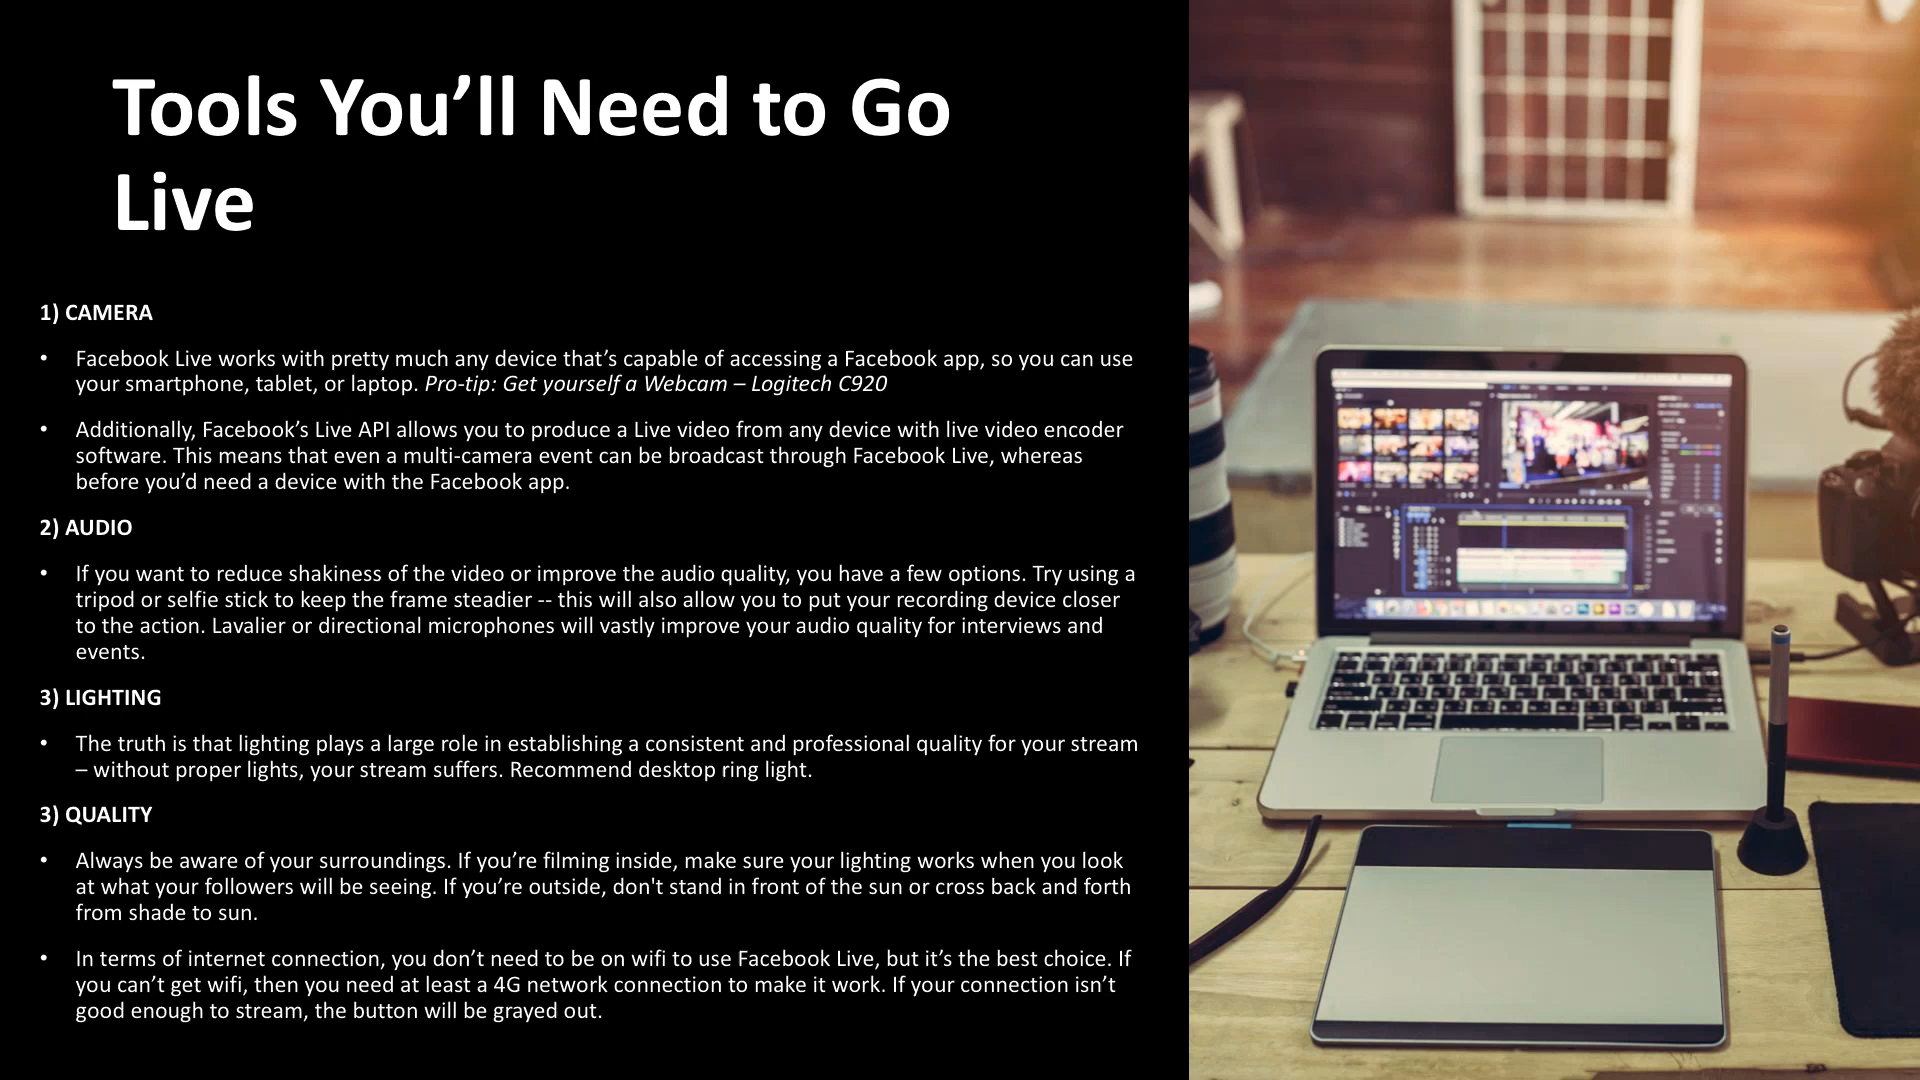 Tools You’ll Need to Go
Live
1) CAMERA
• Facebook Live works with pretty much any device that’s capable of accessing a Facebook app, so you can use
your smartphone, tablet, or laptop. Pro-tip: Get yourself a Webcam – Logitech C920
• Additionally, Facebook’s Live API allows you to produce a Live video from any device with live video encoder
software. This means that even a multi-camera event can be broadcast through Facebook Live, whereas
before you’d need a device with the Facebook app.
2) AUDIO
• If you want to reduce shakiness of the video or improve the audio quality, you have a few options. Try using a
tripod or selfie stick to keep the frame steadier -- this will also allow you to put your recording device closer
to the action. Lavalier or directional microphones will vastly improve your audio quality for interviews and
events.
3) LIGHTING
• The truth is that lighting plays a large role in establishing a consistent and professional quality for your stream
– without proper lights, your stream suffers. Recommend desktop ring light.
3) QUALITY
• Always be aware of your surroundings. If you’re filming inside, make sure your lighting works when you look
at what your followers will be seeing. If you’re outside, don't stand in front of the sun or cross back and forth
from shade to sun.
• In terms of internet connection, you don’t need to be on wifi to use Facebook Live, but it’s the best choice. If
you can’t get wifi, then you need at least a 4G network connection to make it work. If your connection isn’t
good enough to stream, the button will be grayed out.